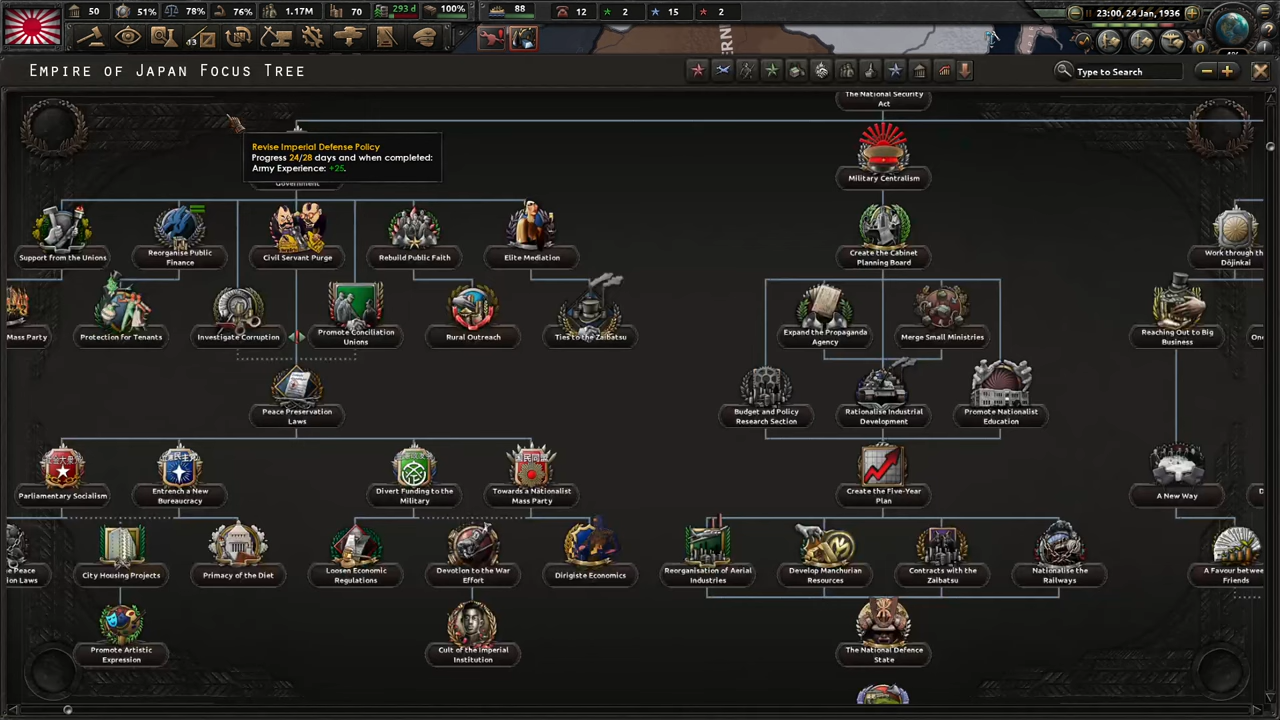 50 51% 78% 76% 1.17M 70 293 d 100% 88 12 2 15 2 23:00, 24 Jan, 1936
13 0
EMPIRE OF JAPAN FOCUS TREE
Type to Search
The National Security
Act
Revise Imperial Defense Policy
Progress 24/28 days and when completed:
Army Experience: +25.
Government
Military Centralism
Support from the Unions
Reorganise Public
Finance
Civil Servant Purge
Rebuild Public Faith
Elite Mediation
Create the Cabinet
Planning Board
Work through th
Dōjinkai
Mass Party
Protection for Tenants
Investigate Corruption
Promote Conciliation
Unions
Rural Outreach
Ties to the Zaibatsu
Expand the Propaganda
Agency
Merge Small Ministries
Reaching Out to Big
Business
Peace Preservation
Laws
Budget and Policy
Research Section
Rationalise Industrial
Development
Promote Nationalist
Education
Parliamentary Socialism
Entrench a New
Bureaucracy
Divert Funding to the
Military
Towards a Nationalist
Mass Party
Create the Five-Year
Plan
A New Way
e Peace
ion Laws
City Housing Projects
Primacy of the Diet
Loosen Economic
Regulations
Devotion to the War
Effort
Dirigiste Economics
Reorganisation of Aerial
Industries
Develop Manchurian
Resources
Contracts with the
Zaibatsu
Nationalise the
Railways
A Favour betwee
Friends
Promote Artistic
Expression
Cult of the Imperial
Institution
The National Defence
State